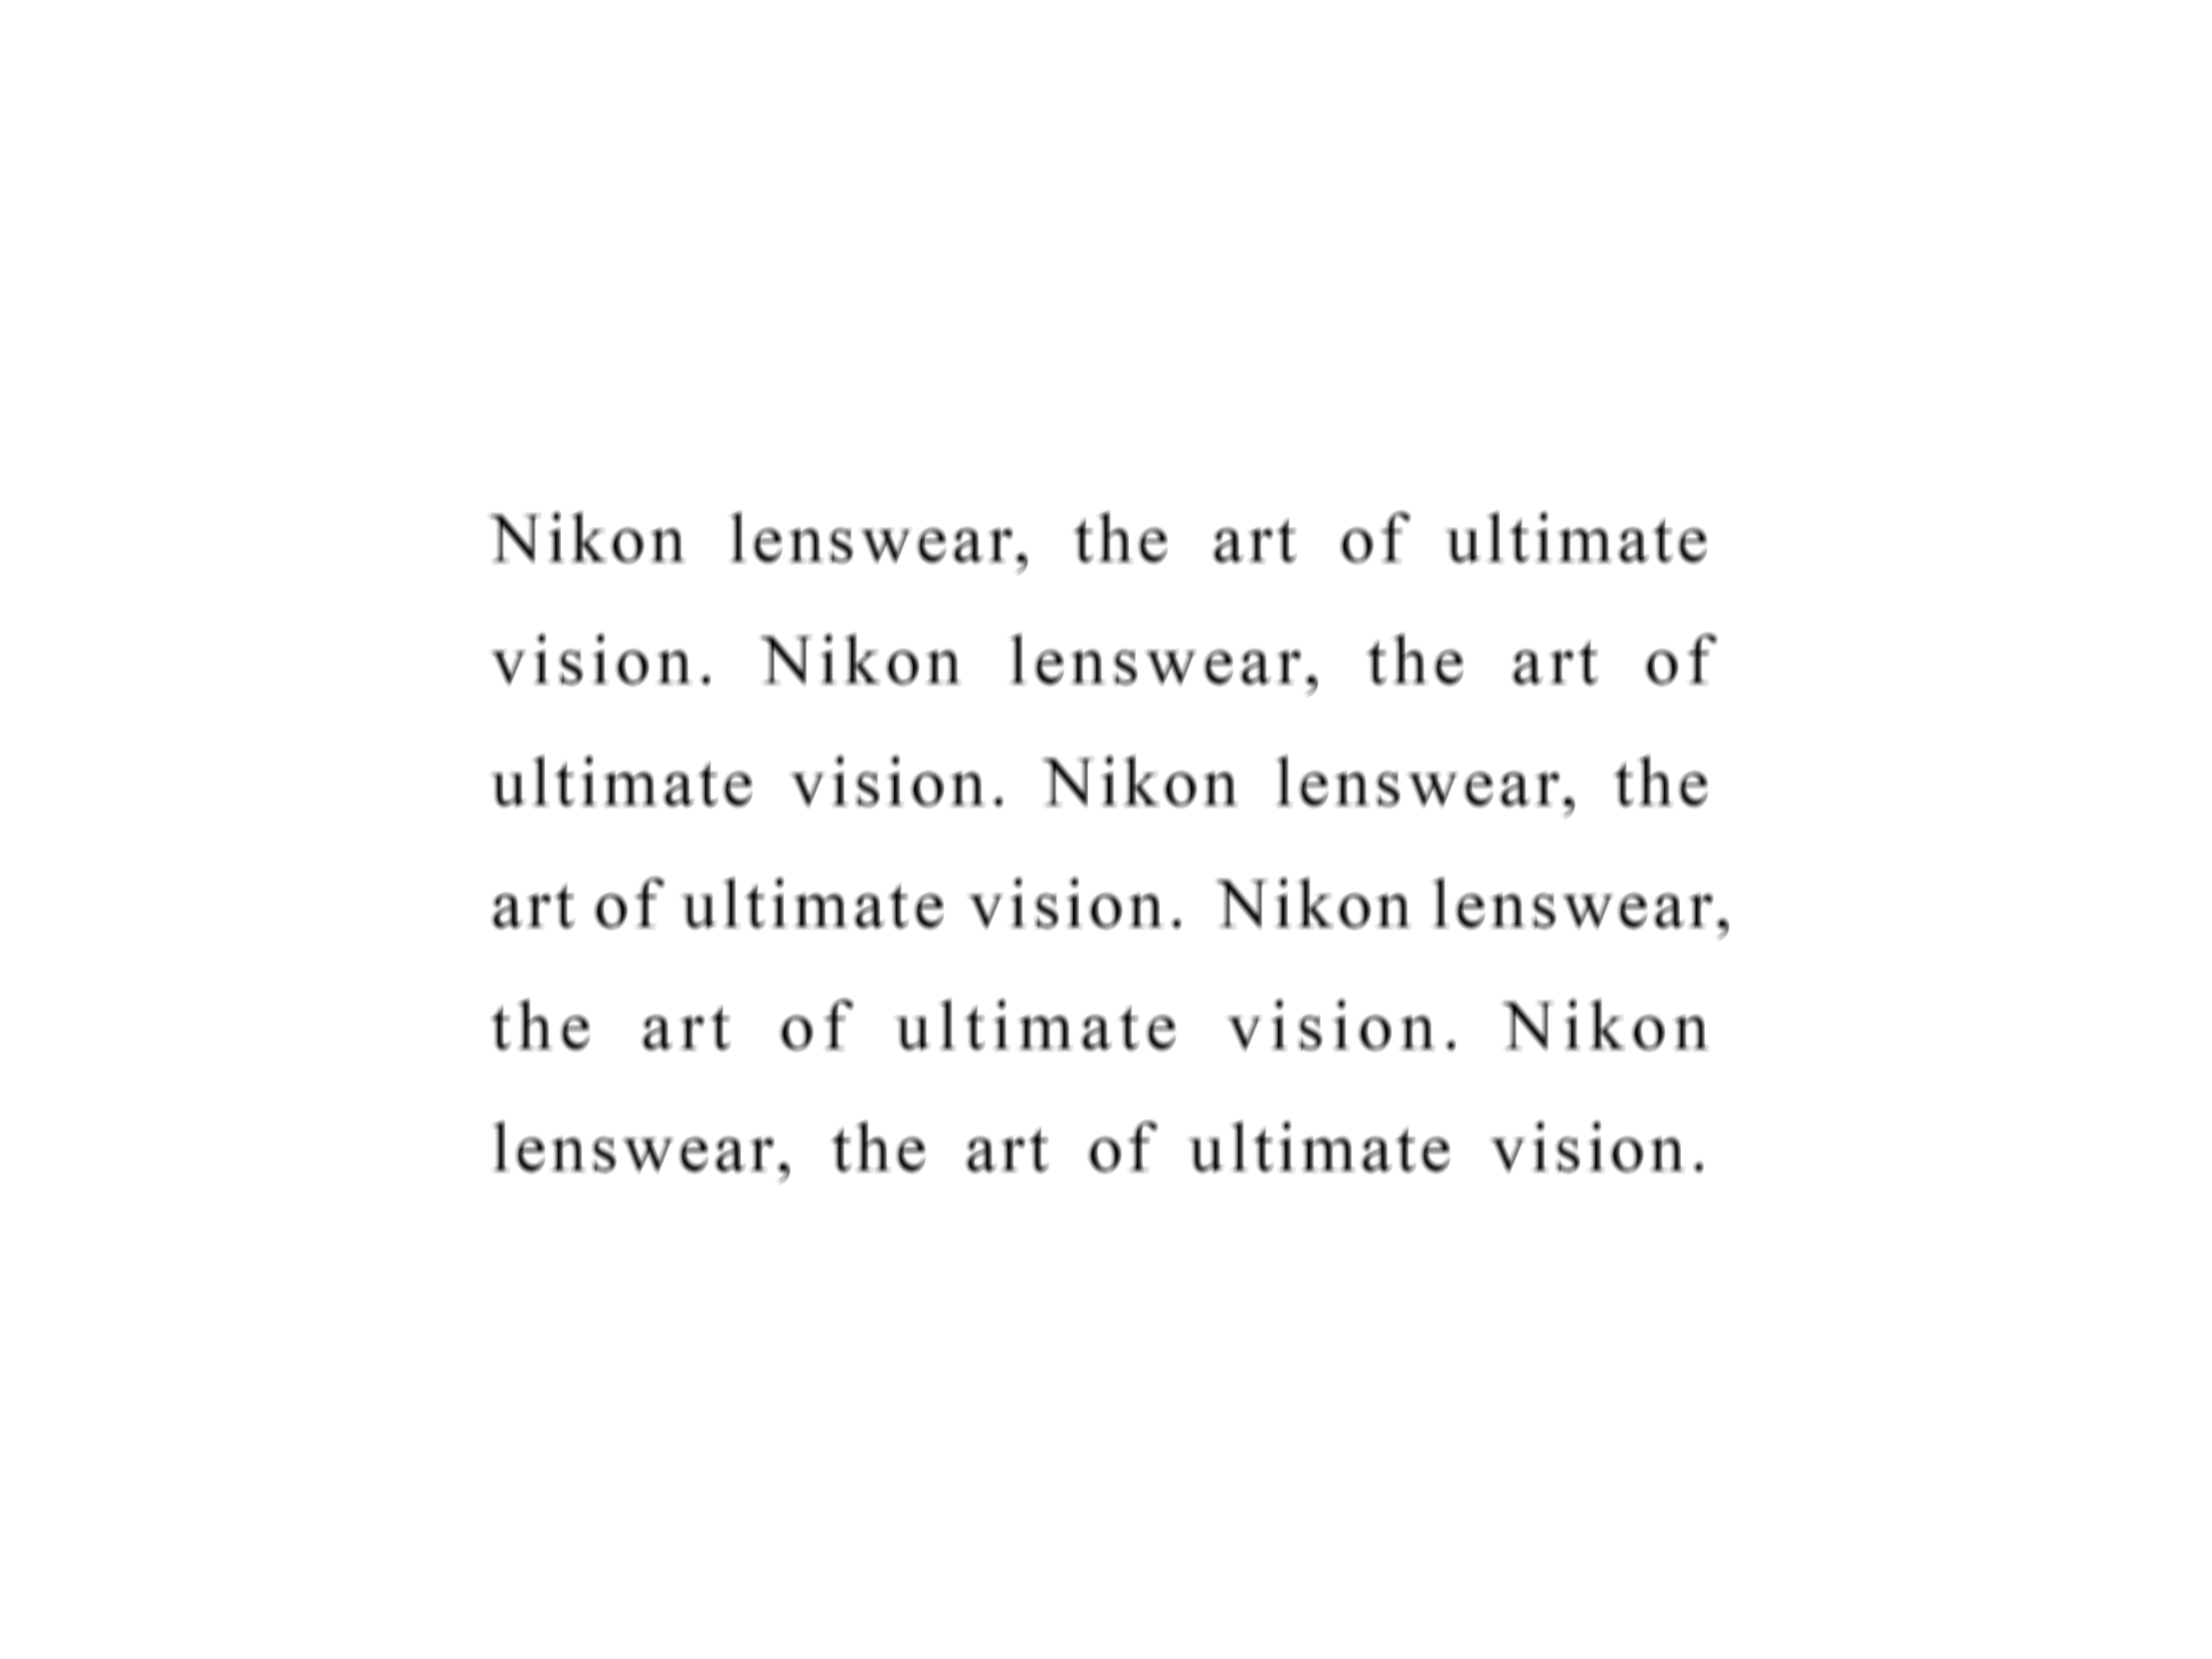 Nikon lenswear, the art of ultimate
vision. Nikon lenswear, the art of
ultimate vision. Nikon lenswear, the
art of ultimate vision. Nikon lenswear,
the art of ultimate vision. Nikon
lenswear, the art of ultimate vision.